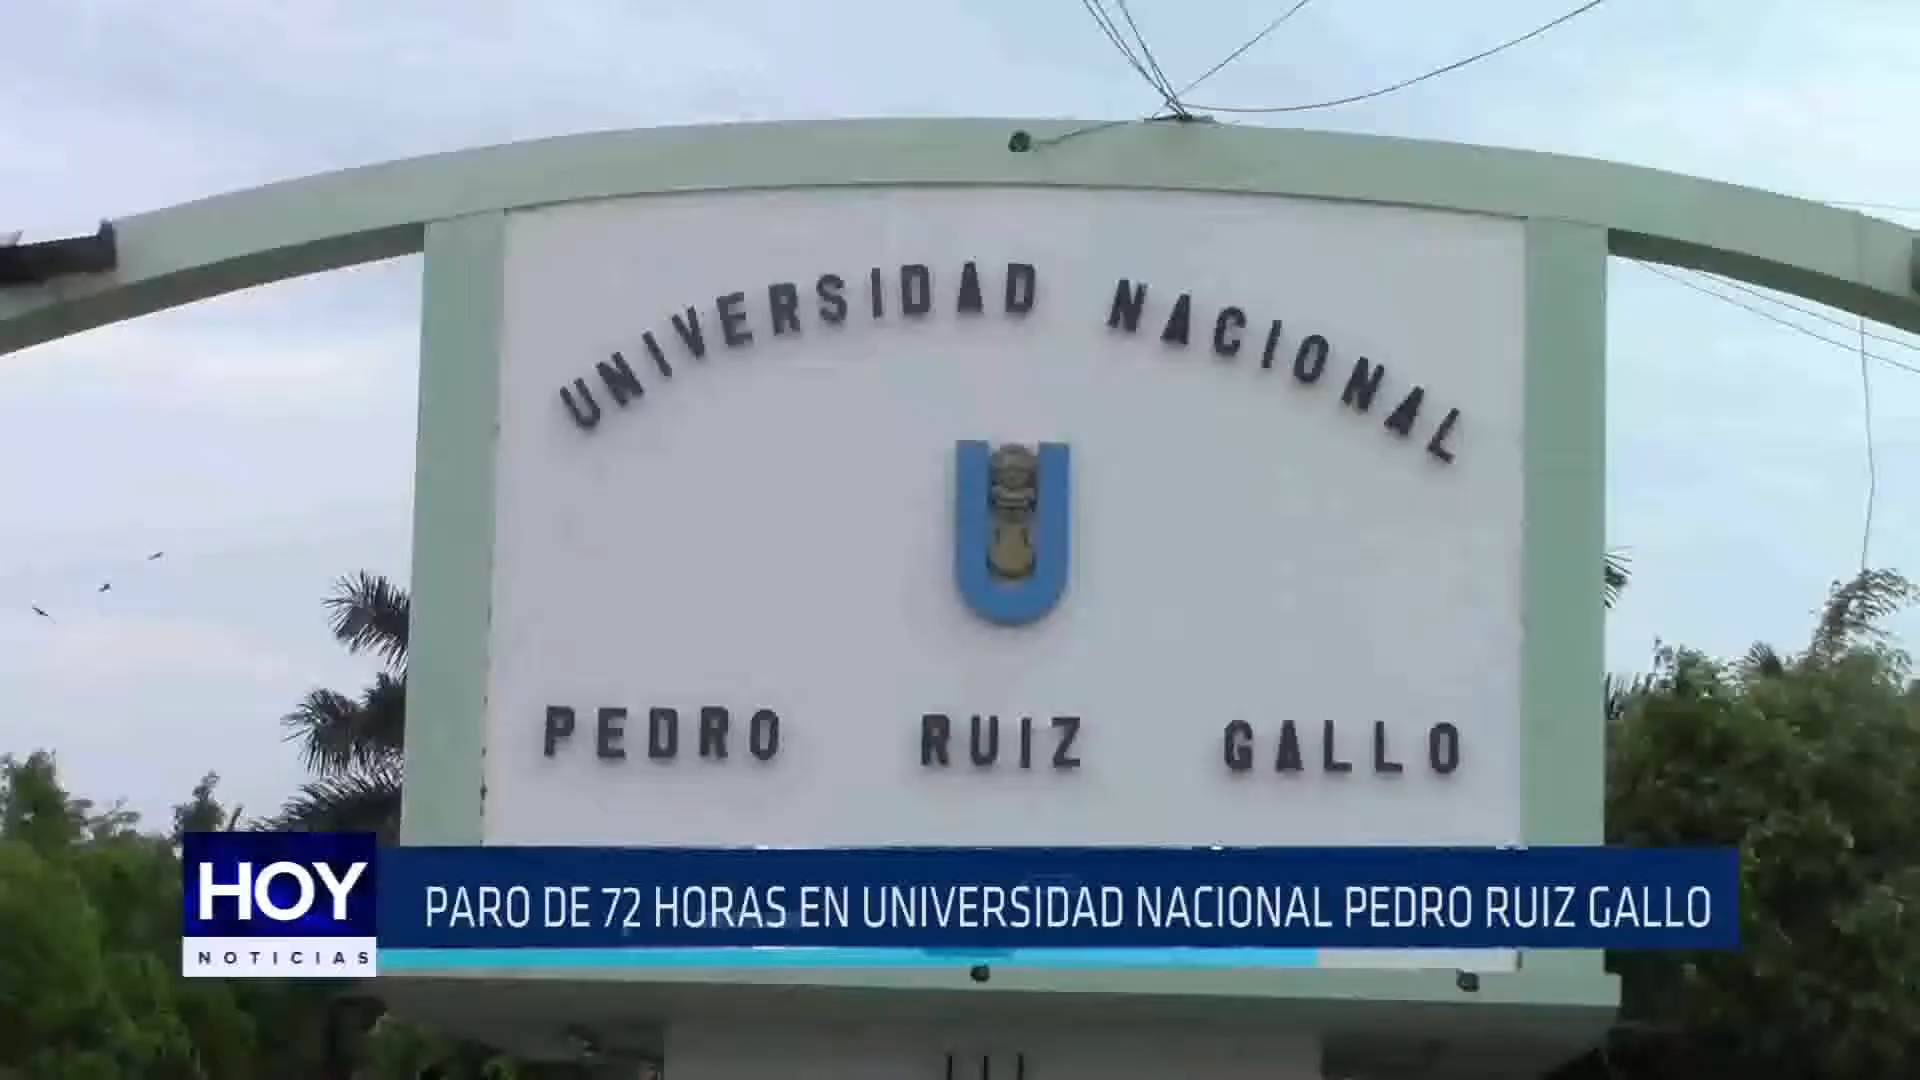 UNIVERSIDAD NACIONAL
U
PEDRO RUIZ GALLO
HOY
NOTICIAS
PARO DE 72 HORAS EN UNIVERSIDAD NACIONAL PEDRO RUIZ GALLO